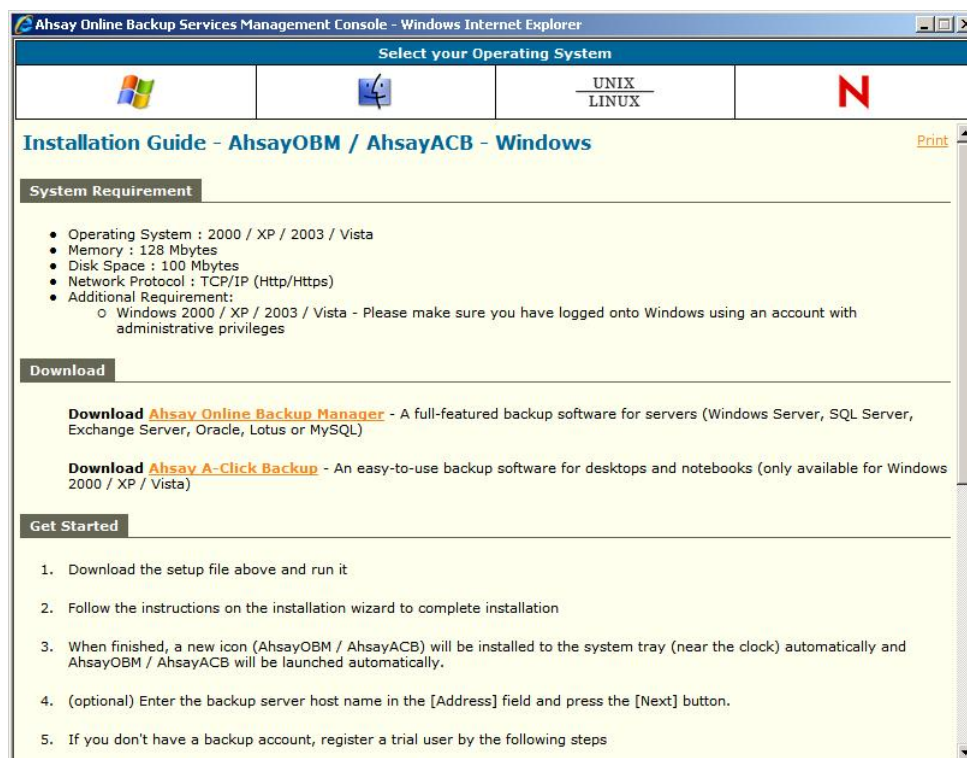 Ahsay Online Backup Services Management Console - Windows Internet Explorer
Select your Operating System
UNIX
LINUX
N
Installation Guide - AhsayOBM / AhsayACB - Windows
Print
System Requirement
Operating System : 2000 / XP / 2003 / Vista
Memory : 128 Mbytes
Disk Space : 100 Mbytes
Network Protocol : TCP/IP (Http/Https)
Additional Requirement:
Windows 2000 / XP / 2003 / Vista - Please make sure you have logged onto Windows using an account with
administrative privileges
Download
Download Ahsay Online Backup Manager - A full-featured backup software for servers (Windows Server, SQL Server,
Exchange Server, Oracle, Lotus or MySQL)
Download Ahsay A-Click Backup - An easy-to-use backup software for desktops and notebooks (only available for Windows
2000 / XP / Vista)
Get Started
1. Download the setup file above and run it
2. Follow the instructions on the installation wizard to complete installation
3. When finished, a new icon (AhsayOBM / AhsayACB) will be installed to the system tray (near the clock) automatically and
AhsayOBM / AhsayACB will be launched automatically.
4. (optional) Enter the backup server host name in the [Address] field and press the [Next] button.
5. If you don't have a backup account, register a trial user by the following steps